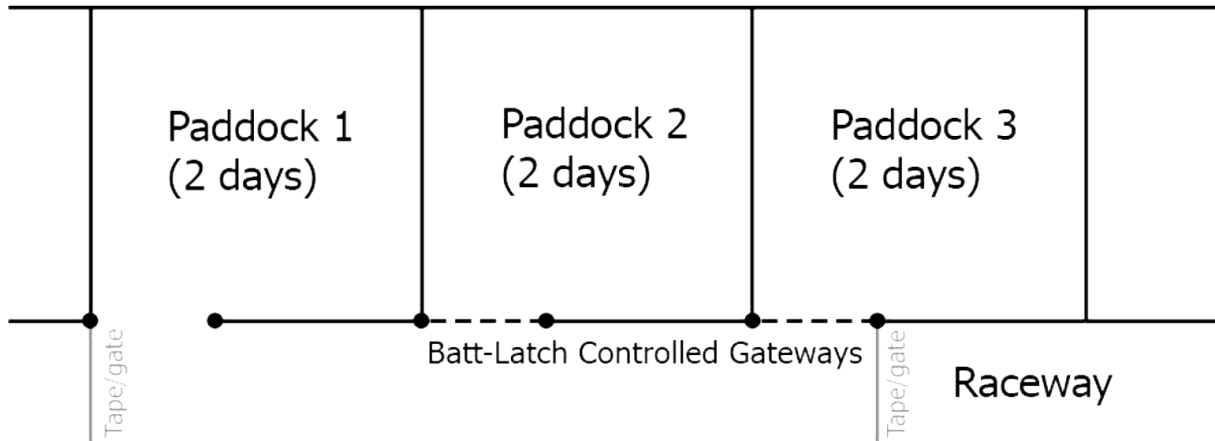 Paddock 1
(2 days)
Paddock 2
(2 days)
Paddock 3
(2 days)
Tape/gate
Batt-Latch Controlled Gateways
Tape/gate
Raceway